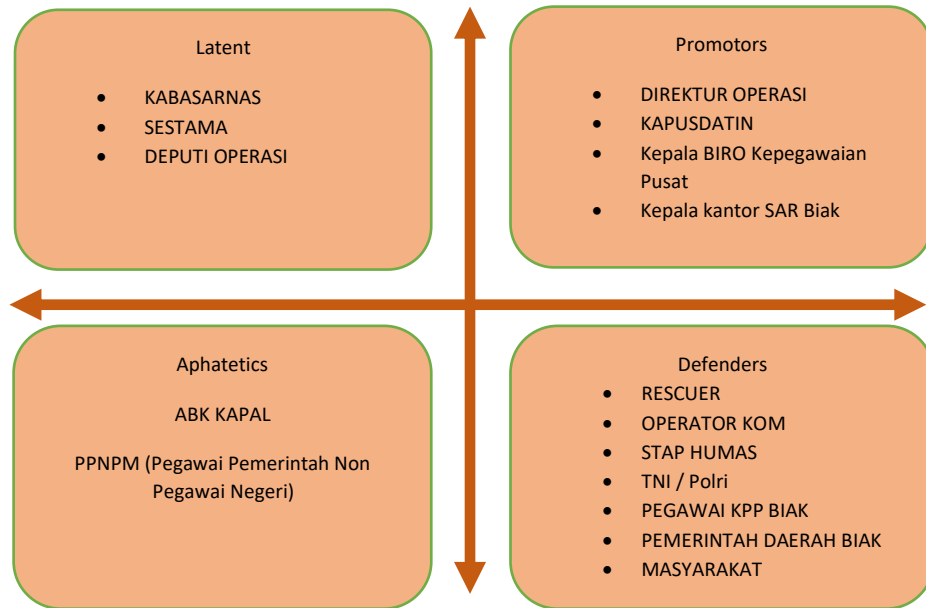 Latent
• KABASARNAS
• SESTAMA
• DEPUTI OPERASI
Promotors
• DIREKTUR OPERASI
• KAPUSDATIN
• Kepala BIRO Kepegawaian
Pusat
• Kepala kantor SAR Biak
Aphatetics
ABK KAPAL
PPNPM (Pegawai Pemerintah Non
Pegawai Negeri)
Defenders
• RESCUER
• OPERATOR KOM
• STAP HUMAS
• TNI / Polri
• PEGAWAI KPP BIAK
• PEMERINTAH DAERAH BIAK
• MASYARAKAT